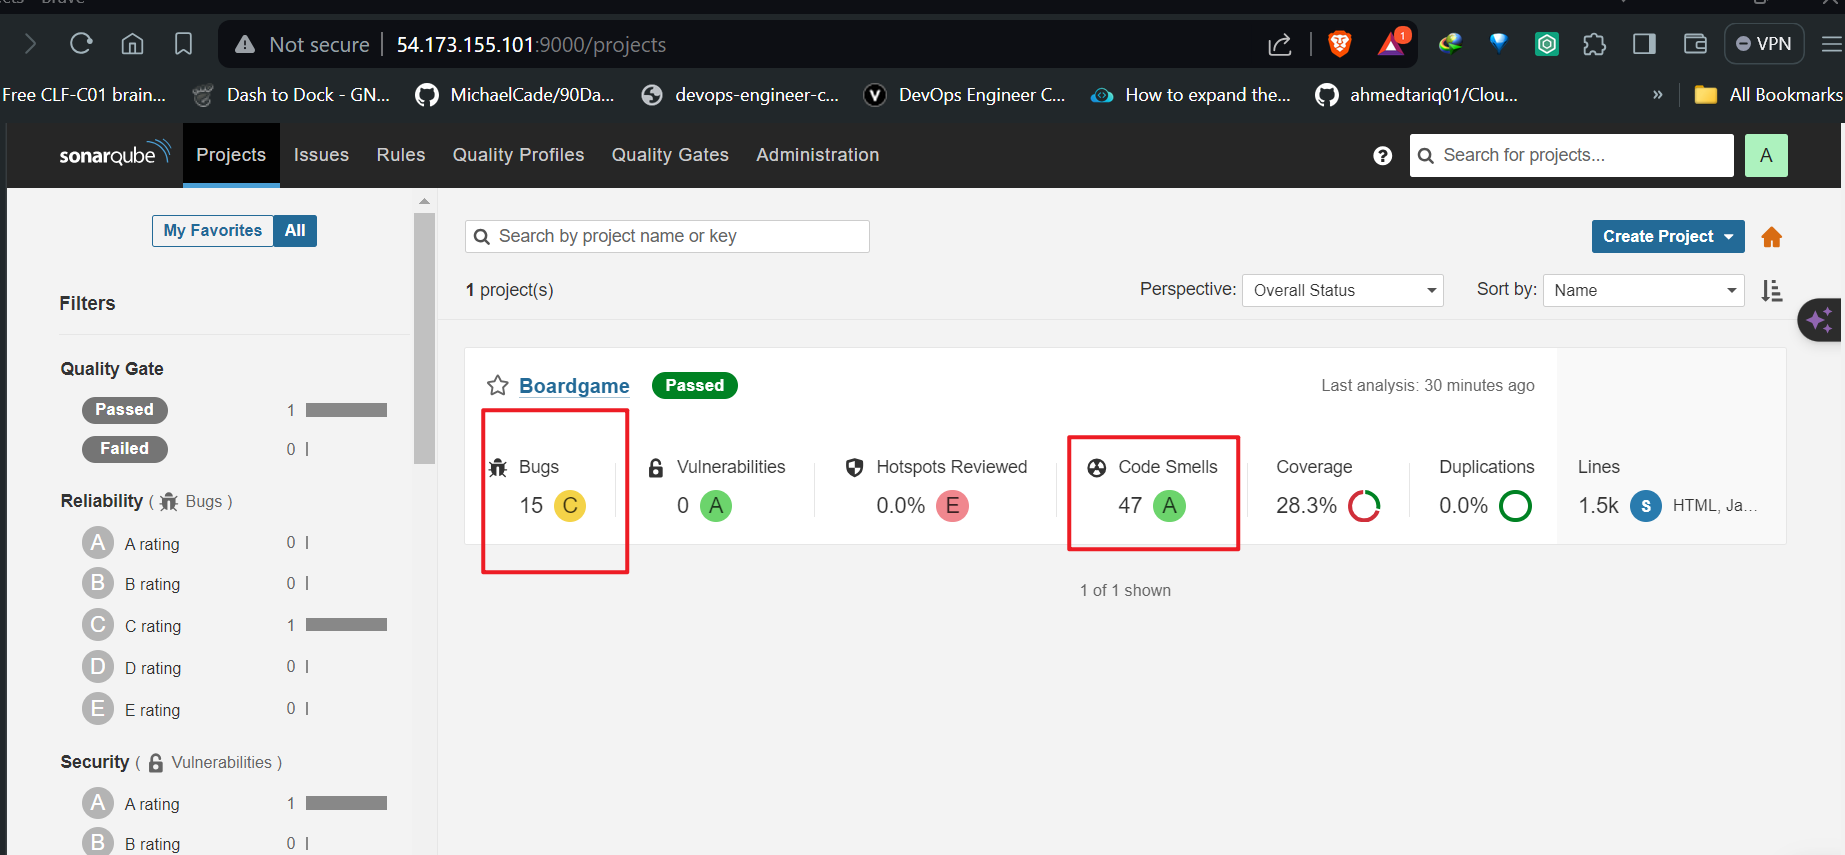 Not secure 54.173.155.101:9000/projects 1 VPN
Free CLF-C01 brain... Dash to Dock - GN... MichaelCade/90Da... devops-engineer-c... V DevOps Engineer C... How to expand the... ahmedtariq01/Clou... » All Bookmarks
sonarqube Projects Issues Rules Quality Profiles Quality Gates Administration ? Search for projects... A
My Favorites All
Search by project name or key
Create Project
1 project(s)
Perspective: Overall Status Sort by: Name
Filters
Quality Gate
Passed 1
Failed 0
Reliability ( Bugs )
A A rating 0
B B rating 0
C C rating 1
D D rating 0
E E rating 0
Security ( Vulnerabilities )
A A rating 1
B B rating 0
Boardgame Passed Last analysis: 30 minutes ago
Bugs Vulnerabilities Hotspots Reviewed Code Smells Coverage Duplications Lines
15 C 0 A 0.0% E 47 A 28.3% 0.0% 1.5k S HTML, Ja...
1 of 1 shown